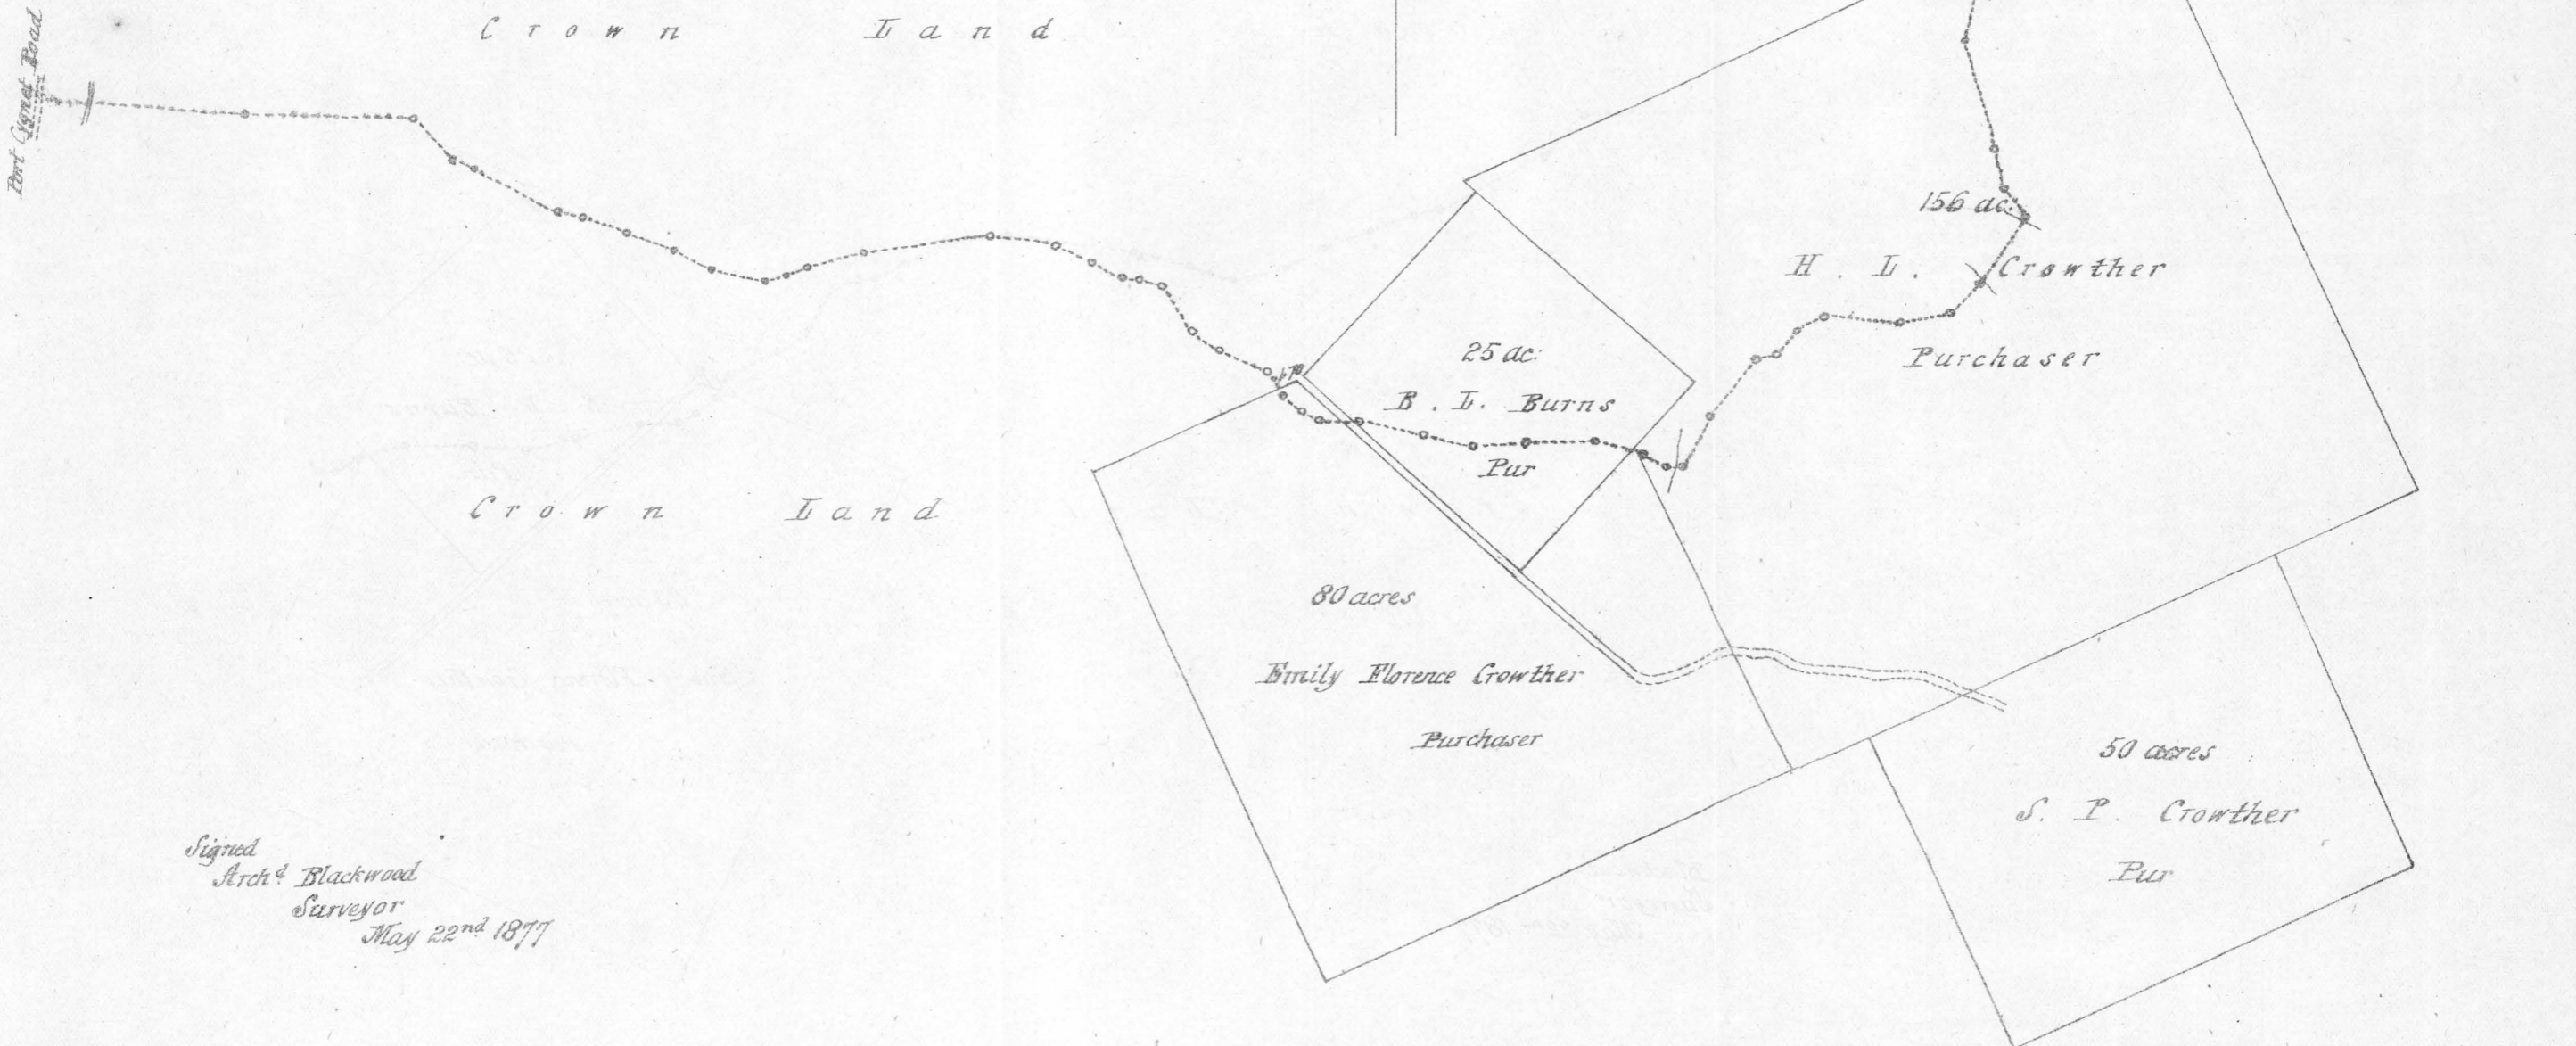 Crown Land
Port Cygnet Road
156 ac:
H. L. Crowther
Purchaser
25 ac:
B. L. Burns
Pur
Crown Land
80 acres
Emily Florence Crowther
Purchaser
50 acres
S. P. Crowther
Pur
Signed
Archd Blackwood
Surveyor
May 22nd 1877